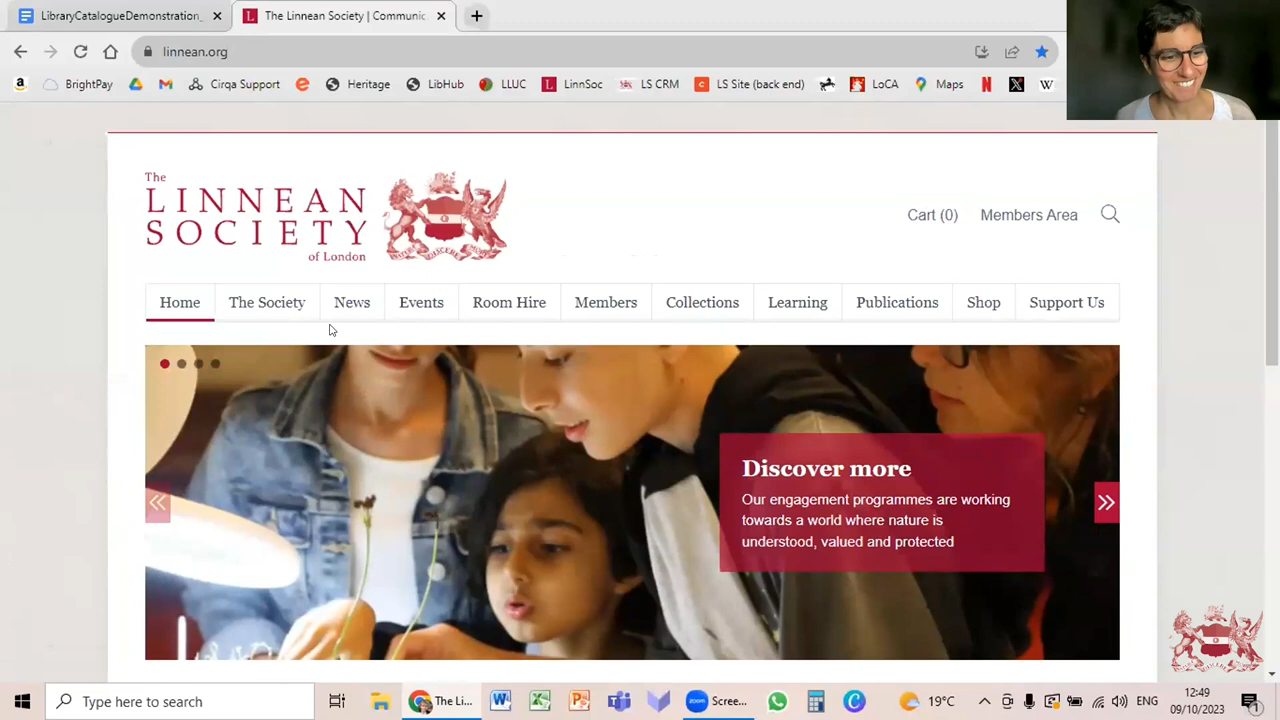 LibraryCatalogueDemonstration_
The Linnean Society | Communic
linnean.org
BrightPay
Cirqa Support
Heritage
LibHub
LLUC
LinnSoc
LS CRM
LS Site (back end)
LoCA
Maps
The
LINNEAN
SOCIETY
of London
Cart (0)
Members Area
Home
The Society
News
Events
Room Hire
Members
Collections
Learning
Publications
Shop
Support Us
Discover more
Our engagement programmes are working
towards a world where nature is
understood, valued and protected
Type here to search
The Li...
Scree...
19°C
ENG
12:49
09/10/2023